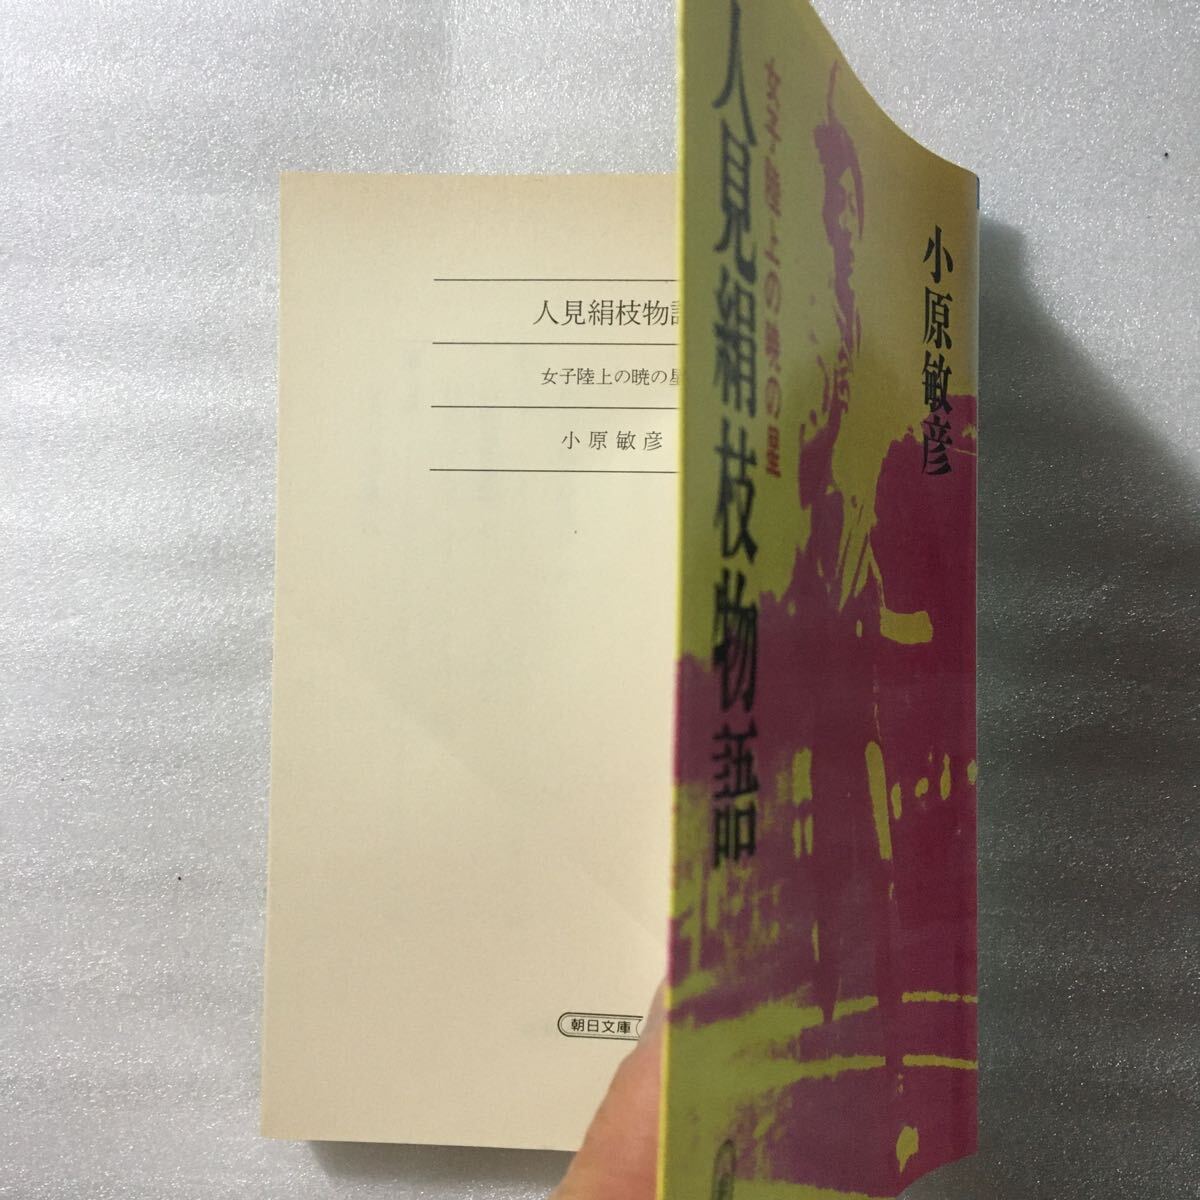 人見絹枝物語
女子陸上の暁の星
小原敏彦
人見絹枝物
女子陸上の暁の星
小原敏彦
朝日文庫